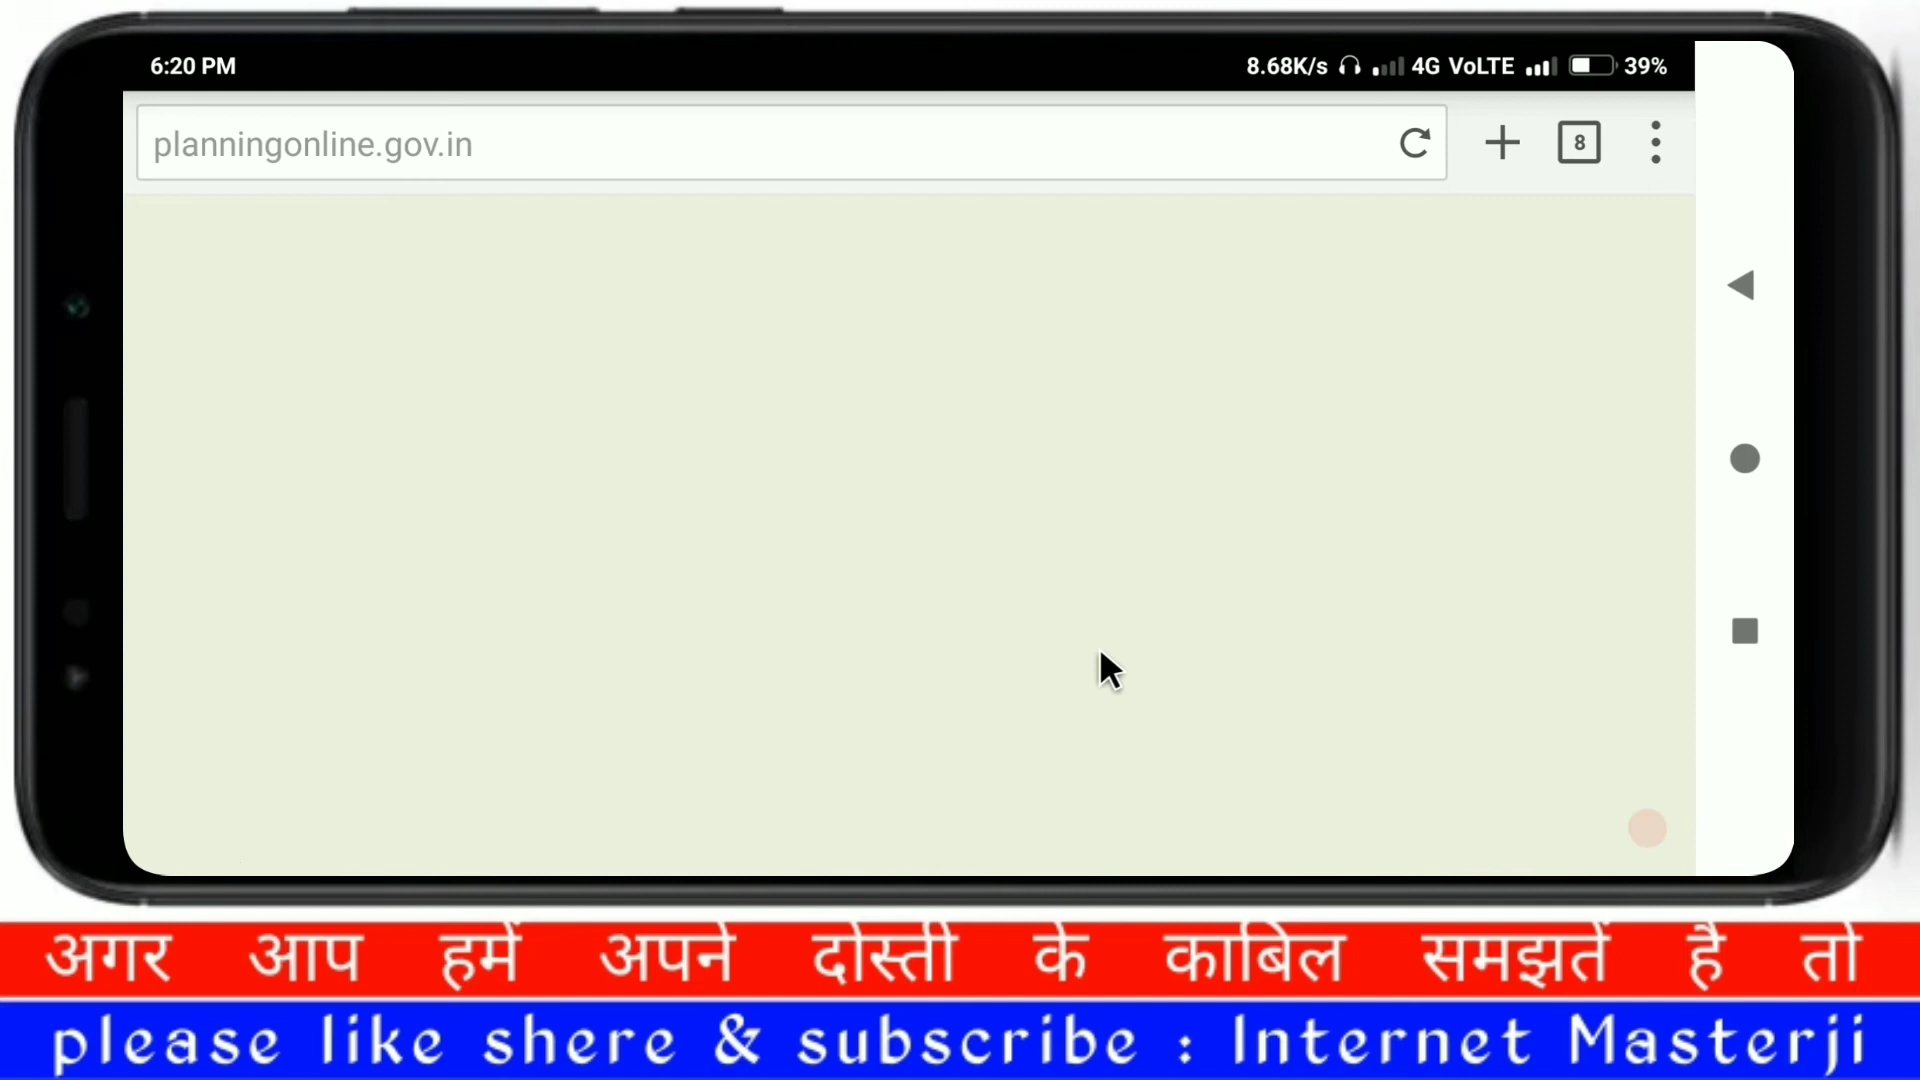 6:20 PM 8.68K/s 4G VoLTE 39%
planningonline.gov.in 8
अगर आप हमें अपने दोस्ती के काबिल समझतें है तो
please like shere & subscribe : Internet Masterji